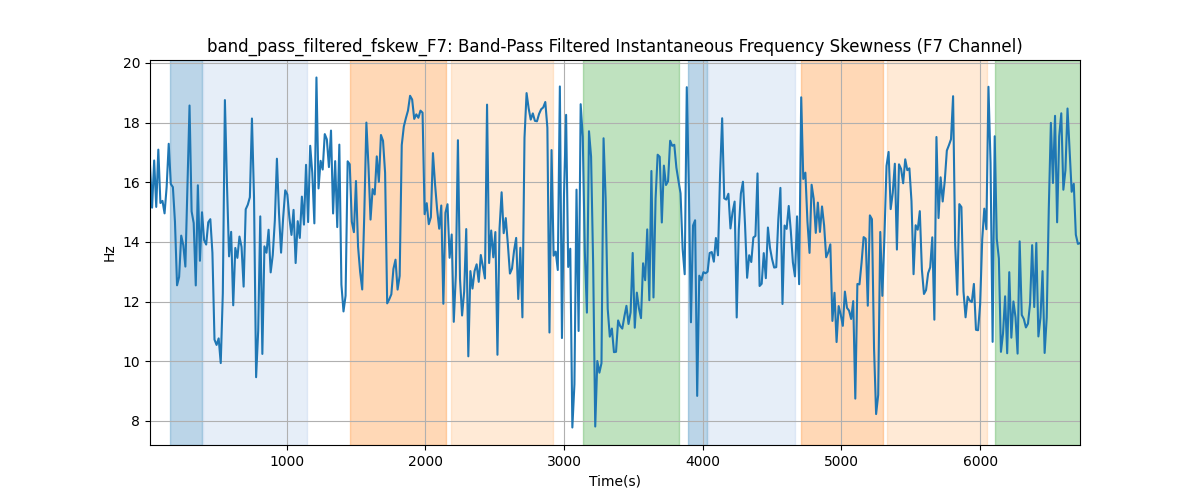 band_pass_filtered_fskew_F7: Band-Pass Filtered Instantaneous Frequency Skewness (F7 Channel)
20
18
16
14
12
10
8
Hz
1000 2000 3000 4000 5000 6000
Time(s)